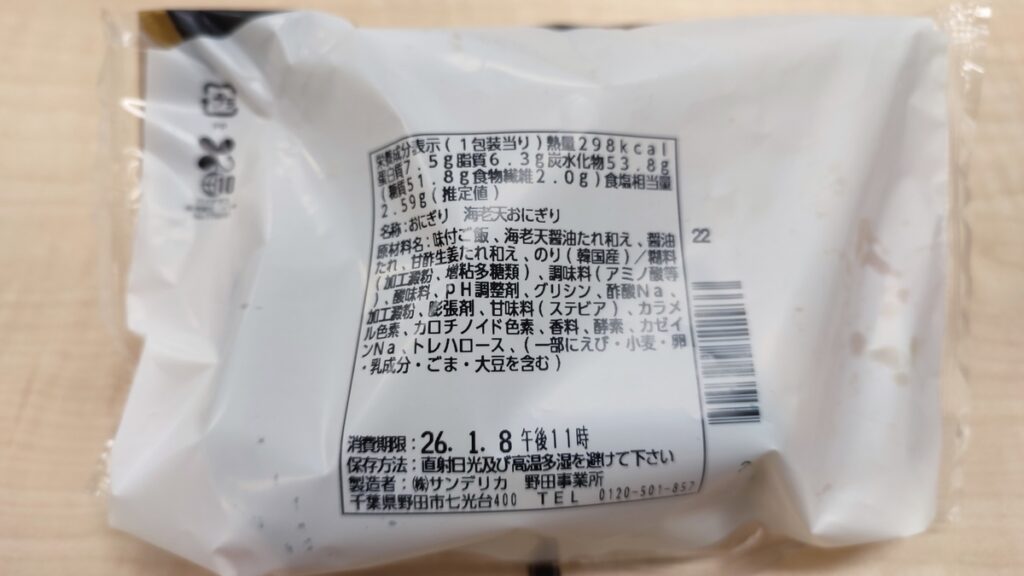 栄養成分表示(1包装当り)熱量298kcal
蛋白質7.5g脂質6.3g炭水化物53.8g
(糖質51.8g食物繊維2.0g)食塩相当量
2.59g(推定値)
名称:おにぎり 海老天おにぎり
原材料名:味付ご飯、海老天醤油たれ和え、醤油
たれ、甘酢生姜たれ和え、のり(韓国産)/糊料
(加工澱粉、増粘多糖類)、調味料(アミノ酸等
)、酸味料、pH調整剤、グリシン、酢酸Na、
加工澱粉、膨張剤、甘味料(ステビア)、カラメ
ル色素、カロチノイド色素、香料、酵素、カゼイ
ンNa、トレハロース、(一部にえび・小麦・卵
・乳成分・ごま・大豆を含む)
消費期限:26.1.8午後11時
保存方法:直射日光及び高温多湿を避けて下さい
製造者:㈱サンデリカ 野田事業所
千葉県野田市七光台400 TEL 0120-501-857
22